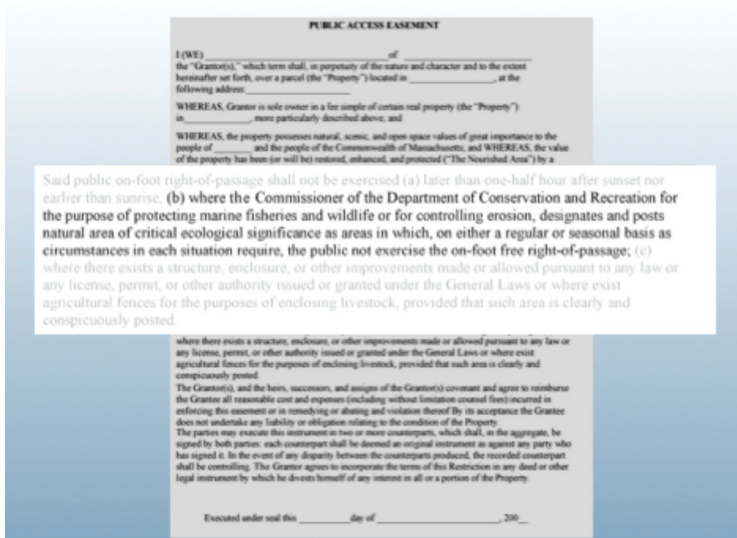 PUBLIC ACCESS EASEMENT
I (WE) ____________________ of ____________________
the "Grantor(s)," which term shall, in perpetuity of the nature and character and to the extent
hereinafter set forth, over a parcel (the "Property") located in ____________, at the
following address: ____________
WHEREAS, Grantor is sole owner in a fee simple of certain real property (the "Property")
in____________, more particularly described above; and
WHEREAS, the property possesses natural, scenic, and open space values of great importance to the
people of ______ and the people of the Commonwealth of Massachusetts; and WHEREAS, the value
of the property has been (or will be) restored, enhanced, and protected ("The Nourished Area") by a
Said public on-foot right-of-passage shall not be exercised (a) later than one-half hour after sunset nor
earlier than sunrise; (b) where the Commissioner of the Department of Conservation and Recreation for
the purpose of protecting marine fisheries and wildlife or for controlling erosion, designates and posts
natural area of critical ecological significance as areas in which, on either a regular or seasonal basis as
circumstances in each situation require, the public not exercise the on-foot free right-of-passage; (c)
where there exists a structure, enclosure, or other improvements made or allowed pursuant to any law or
any license, permit, or other authority issued or granted under the General Laws or where exist
agricultural fences for the purposes of enclosing livestock, provided that such area is clearly and
conspicuously posted.
where there exists a structure, enclosure, or other improvements made or allowed pursuant to any law or
any license, permit, or other authority issued or granted under the General Laws or where exist
agricultural fences for the purposes of enclosing livestock, provided that such area is clearly and
conspicuously posted.
The Grantor(s), and the heirs, successors, and assigns of the Grantor(s) covenant and agree to reimburse
the Grantee all reasonable cost and expenses (including without limitation counsel fees) incurred in
enforcing this easement or in remedying or abating and violation thereof By its acceptance the Grantee
does not undertake any liability or obligation relating to the condition of the Property.
The parties may execute this instrument in two or more counterparts, which shall, in the aggregate, be
signed by both parties: each counterpart shall be deemed an original instrument as against any party who
has signed it. In the event of any disparity between the counterparts produced, the recorded counterpart
shall be controlling. The Grantor agrees to incorporate the terms of this Restriction in any deed or other
legal instrument by which he divests himself of any interest in all or a portion of the Property.
Executed under seal this ________ day of ____________________, 200__